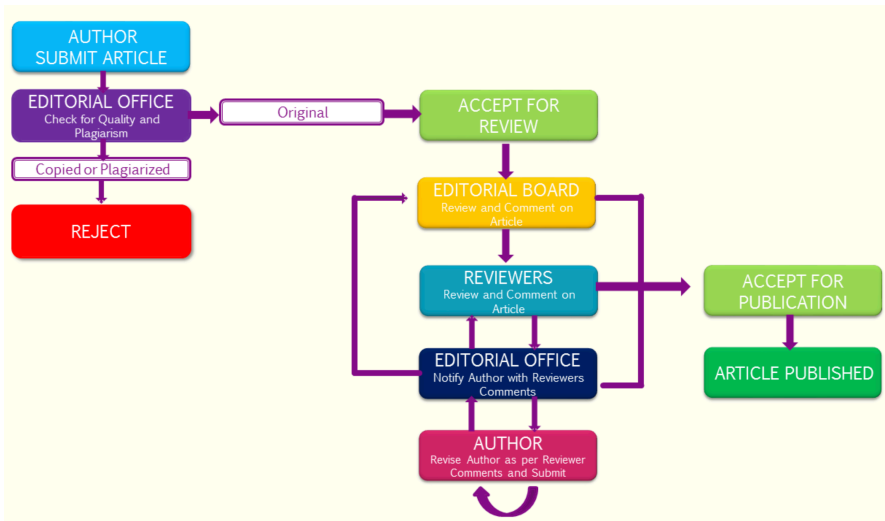 AUTHOR
SUBMIT ARTICLE
EDITORIAL OFFICE
Check for Quality and
Plagiarism
Original
Copied or Plagiarized
REJECT
ACCEPT FOR
REVIEW
EDITORIAL BOARD
Review and Comment on
Article
REVIEWERS
Review and Comment on
Article
EDITORIAL OFFICE
Notify Author with Reviewers
Comments
AUTHOR
Revise Author as per Reviewer
Comments and Submit
ACCEPT FOR
PUBLICATION
ARTICLE PUBLISHED